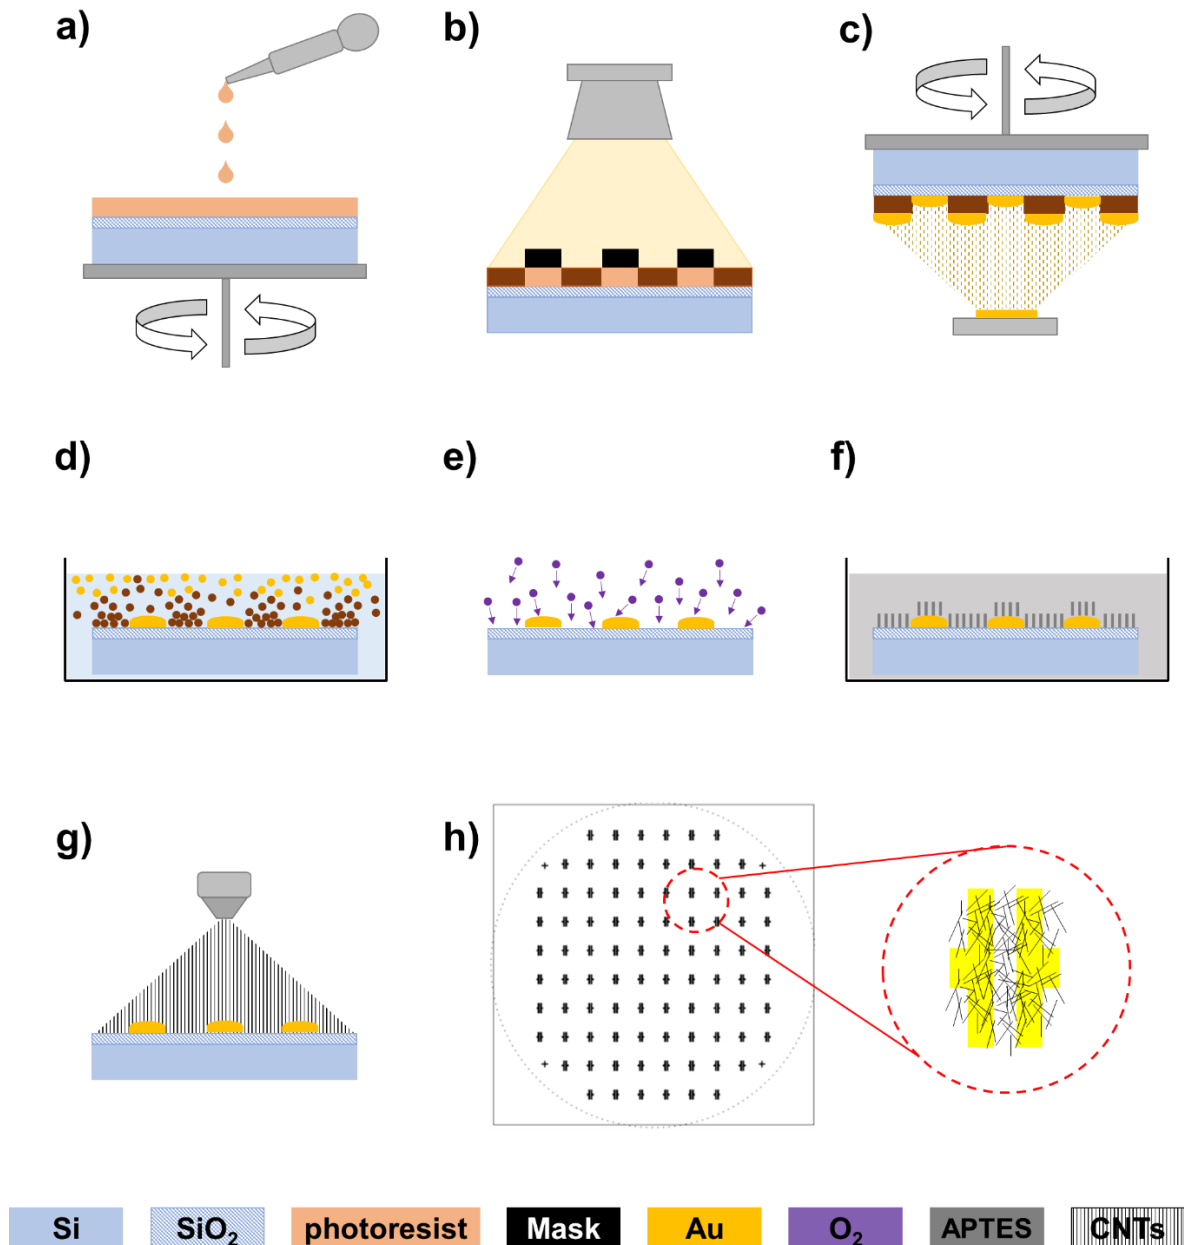 a)
b)
c)
d)
e)
f)
g)
h)
Si
SiO₂
photoresist
Mask
Au
O₂
APTES
CNTs